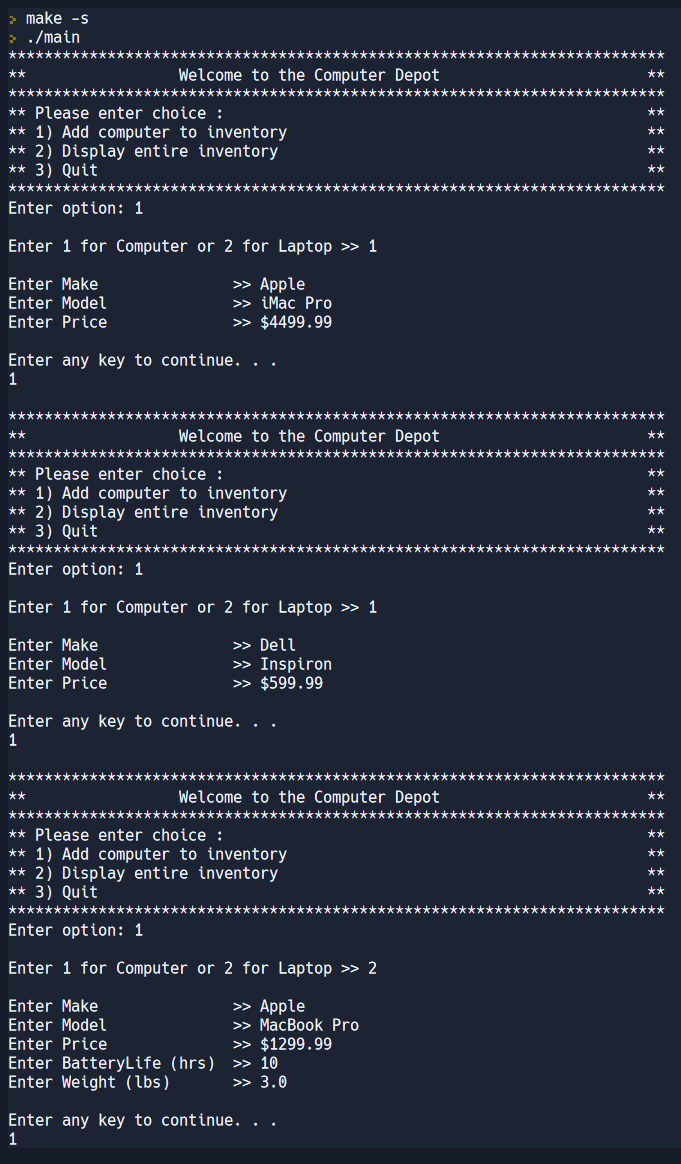 > make -s
> ./main
*************************************************************************
**                 Welcome to the Computer Depot                       **
*************************************************************************
** Please enter choice :                                               **
** 1) Add computer to inventory                                        **
** 2) Display entire inventory                                         **
** 3) Quit                                                             **
*************************************************************************
Enter option: 1
Enter 1 for Computer or 2 for Laptop >> 1
Enter Make               >> Apple
Enter Model              >> iMac Pro
Enter Price              >> $4499.99
Enter any key to continue. . .
1
*************************************************************************
**                 Welcome to the Computer Depot                       **
*************************************************************************
** Please enter choice :                                               **
** 1) Add computer to inventory                                        **
** 2) Display entire inventory                                         **
** 3) Quit                                                             **
*************************************************************************
Enter option: 1
Enter 1 for Computer or 2 for Laptop >> 1
Enter Make               >> Dell
Enter Model              >> Inspiron
Enter Price              >> $599.99
Enter any key to continue. . .
1
*************************************************************************
**                 Welcome to the Computer Depot                       **
*************************************************************************
** Please enter choice :                                               **
** 1) Add computer to inventory                                        **
** 2) Display entire inventory                                         **
** 3) Quit                                                             **
*************************************************************************
Enter option: 1
Enter 1 for Computer or 2 for Laptop >> 2
Enter Make               >> Apple
Enter Model              >> MacBook Pro
Enter Price              >> $1299.99
Enter BatteryLife (hrs)  >> 10
Enter Weight (lbs)       >> 3.0
Enter any key to continue. . .
1